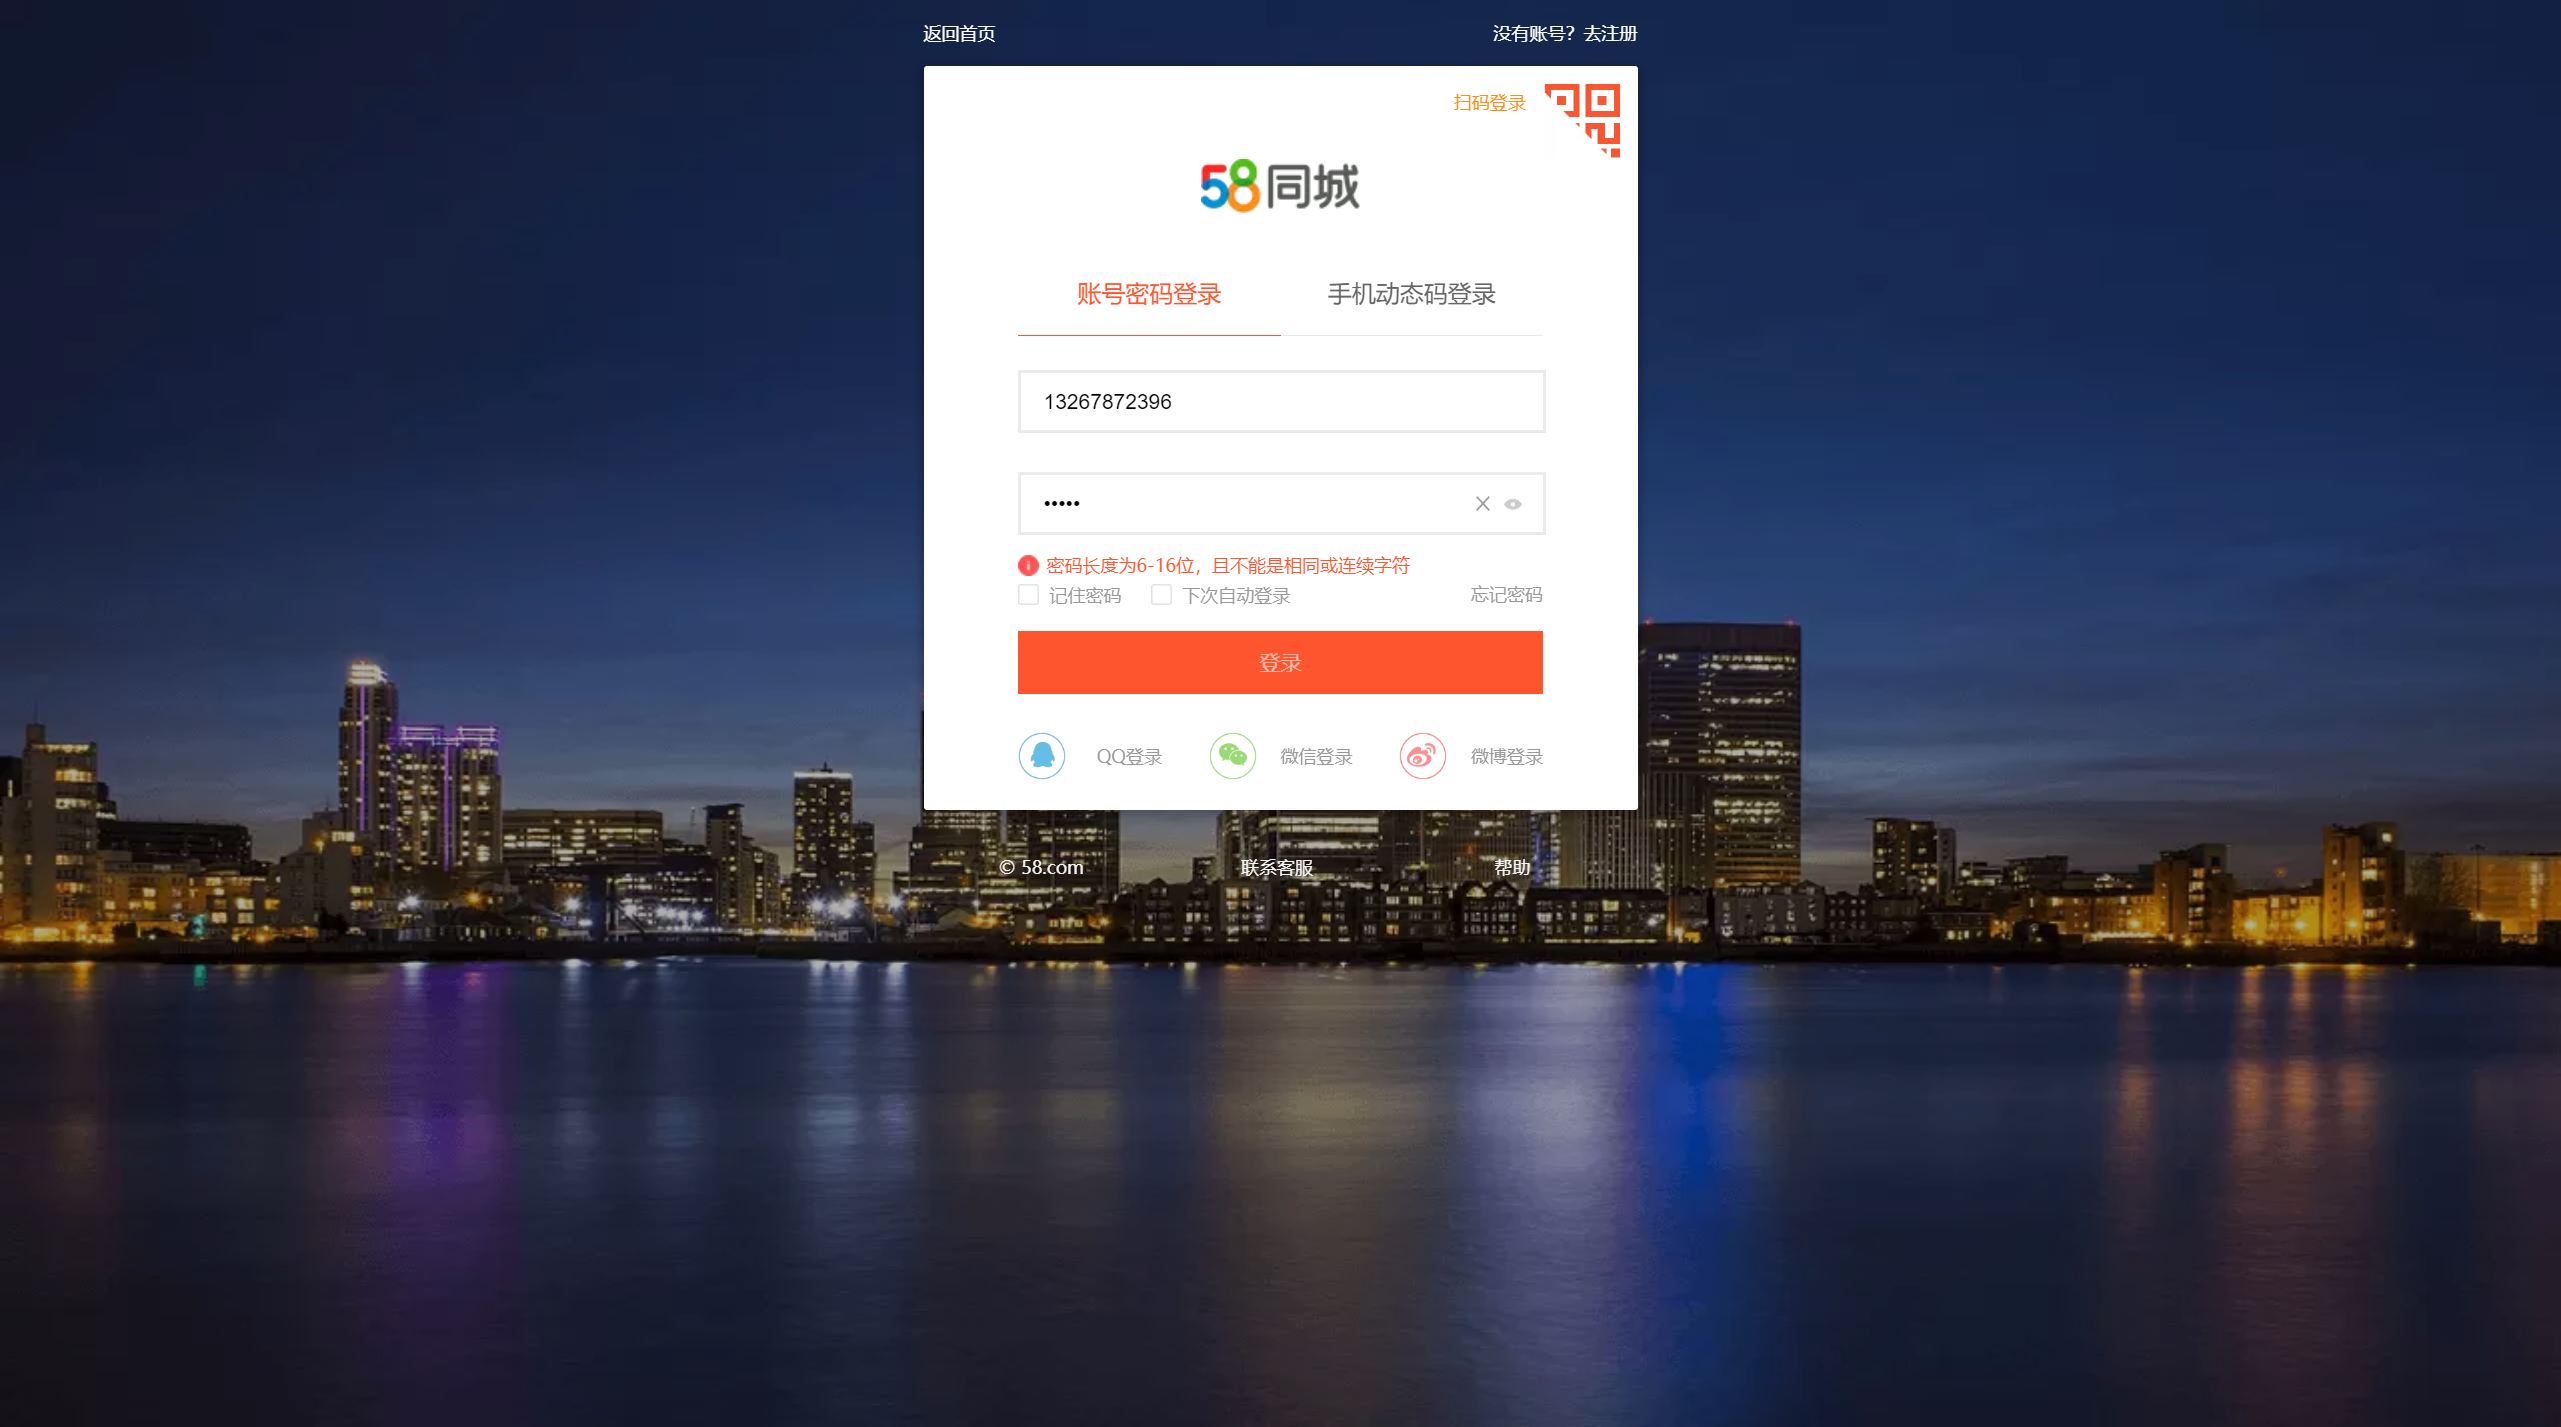 返回首页
没有账号？去注册
扫码登录
58同城
账号密码登录
手机动态码登录
13267872396
•••••
密码长度为6-16位，且不能是相同或连续字符
记住密码
下次自动登录
忘记密码
登录
QQ登录
微信登录
微博登录
© 58.com
联系客服
帮助